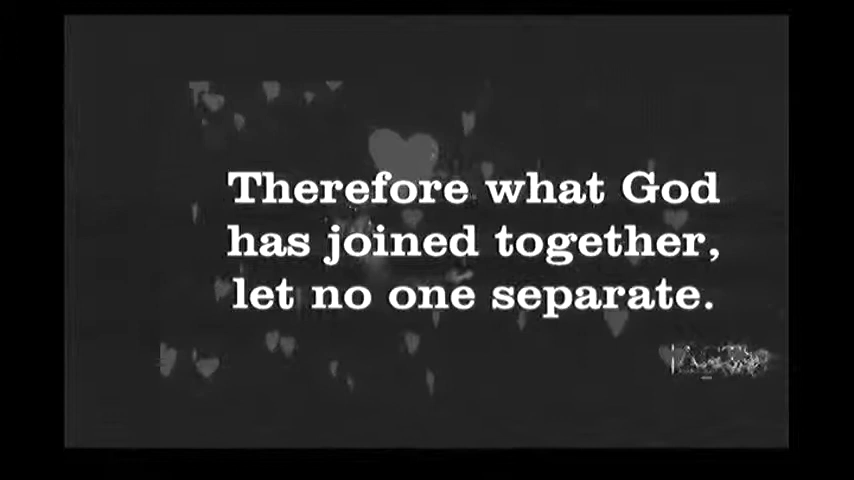 Therefore what God
has joined together,
let no one separate.